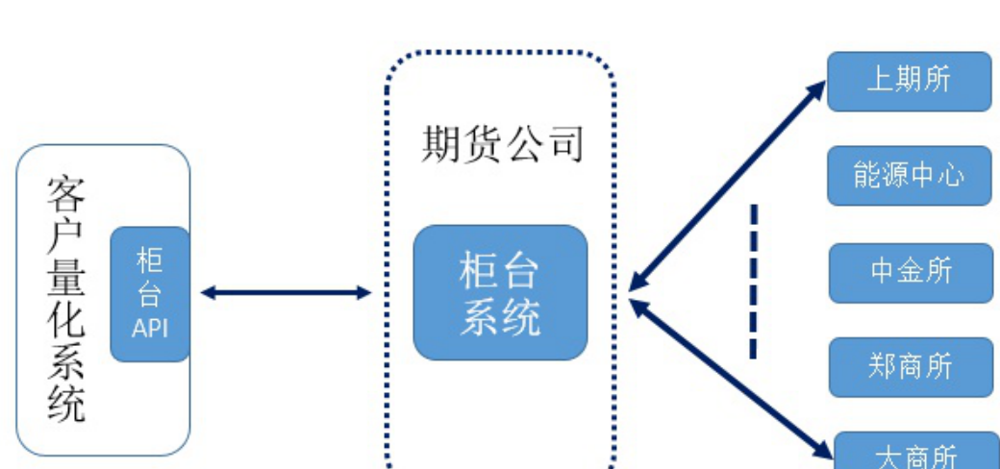 客户量化系统
柜
台
API
期货公司
柜台
系统
上期所
能源中心
中金所
郑商所
大商所